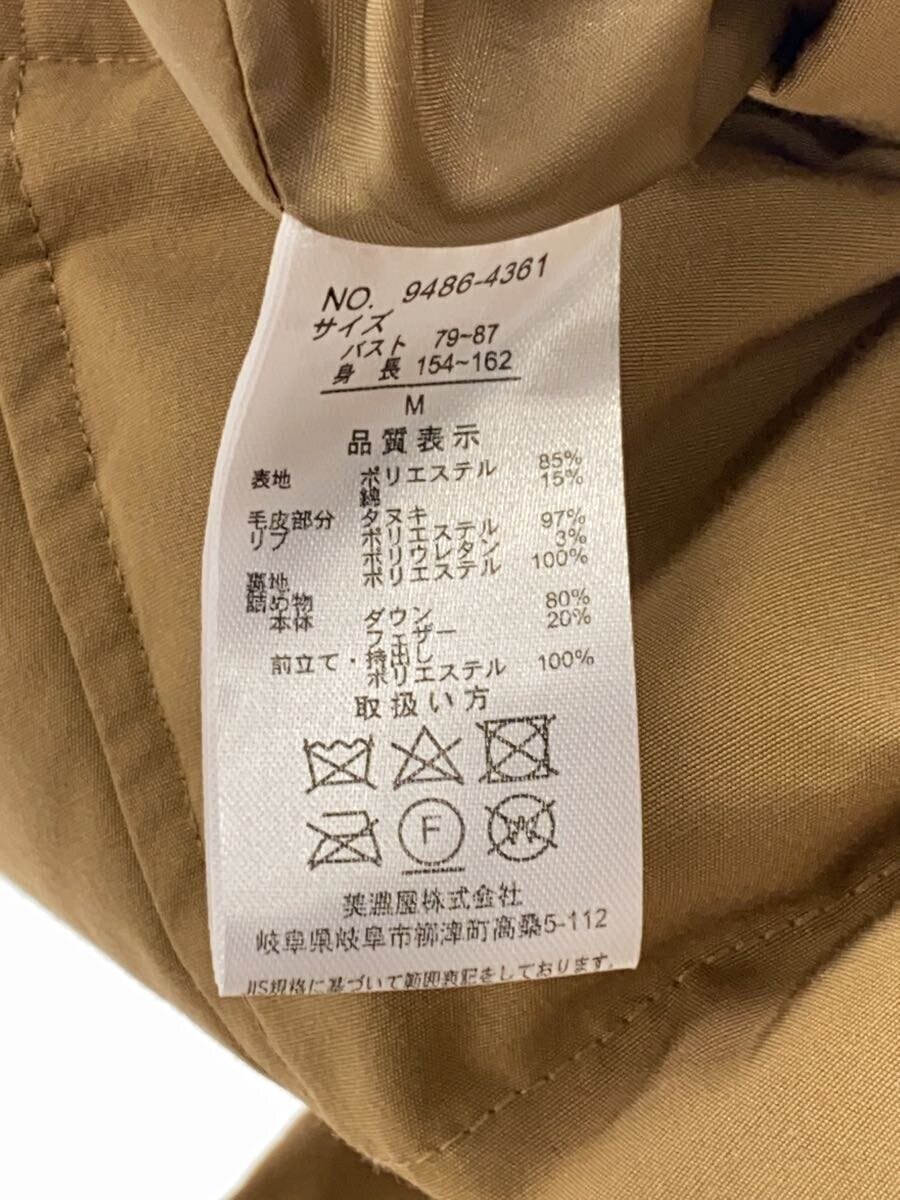 NO. 9486-4361
サイズ
バスト 79~87
身長 154~162
M
品質表示
表地 ポリエステル 85%
綿 15%
毛皮部分 タヌキ
リブ ポリエステル 97%
ポリウレタン 3%
裏地 ポリエステル 100%
詰め物
本体 ダウン 80%
フェザー 20%
前立て・持出し
ポリエステル 100%
取扱い方
F
W
美濃屋株式会社
岐阜県岐阜市柳津町高桑5-112
JIS規格に基づいて範囲表記をしております。